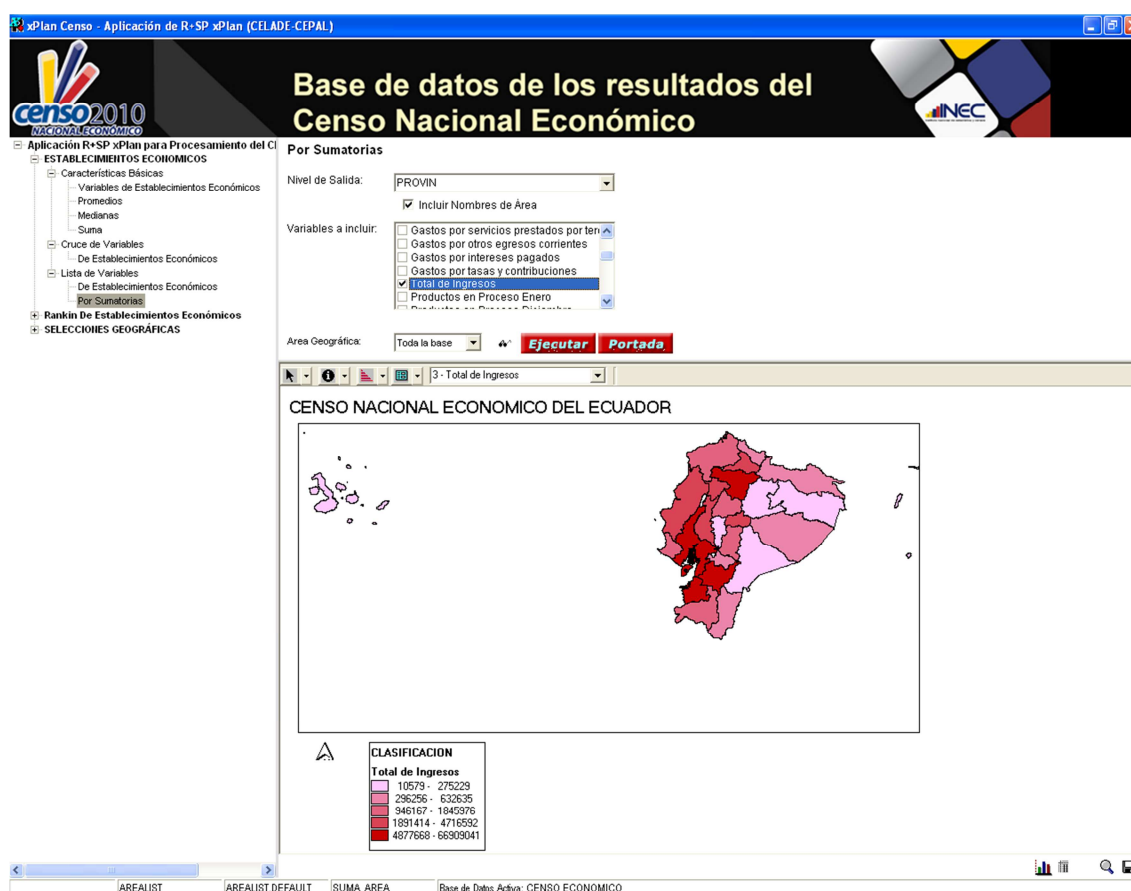 xPlan Censo - Aplicación de R+SP xPlan (CELADE-CEPAL)
censo2010
NACIONAL ECONÓMICO
Base de datos de los resultados del
Censo Nacional Económico
INEC
Aplicación R+SP xPlan para Procesamiento del
ESTABLECIMIENTOS ECONOMICOS
Características Básicas
Variables de Establecimientos Económicos
Promedios
Medianas
Suma
Cruce de Variables
De Establecimientos Económicos
Lista de Variables
De Establecimientos Económicos
Por Sumatorias
Rankin De Establecimientos Económicos
SELECCIONES GEOGRÁFICAS
Por Sumatorias
Nivel de Salida: PROVIN
Incluir Nombres de Área
Variables a incluir: Gastos por servicios prestados por
Gastos por otros egresos corrientes
Gastos por intereses pagados
Gastos por tasas y contribuciones
Total de Ingresos
Productos en Proceso Enero
Productos en Proceso Diciembre
Area Geográfica: Toda la base Ejecutar Portada
3 - Total de Ingresos
CENSO NACIONAL ECONOMICO DEL ECUADOR
CLASIFICACION
Total de Ingresos
10579 - 275229
296256 - 632635
946167 - 1845976
1891414 - 4716592
4877668 - 66909041
AREALIST AREALIST DEFAULT SUMA AREA Base de Datos Activa: CENSO ECONOMICO